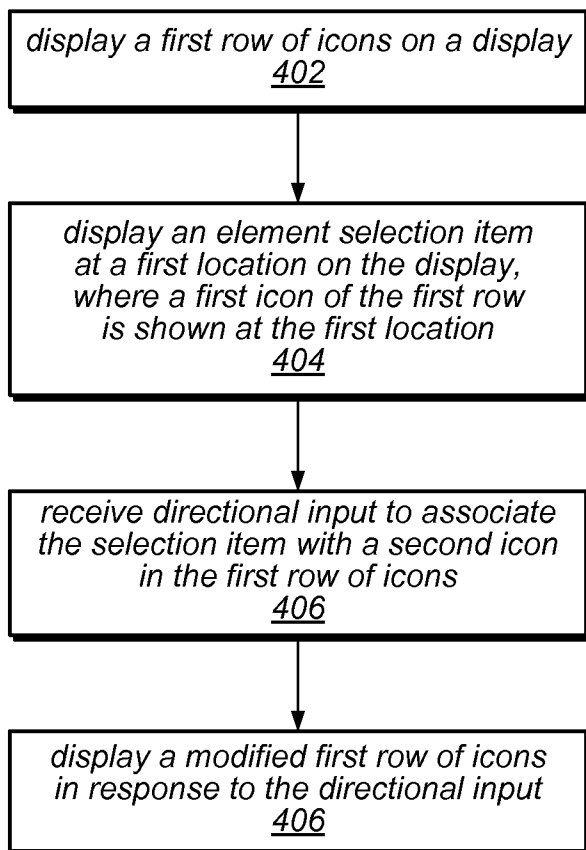 display a first row of icons on a display
402
display an element selection item
at a first location on the display,
where a first icon of the first row
is shown at the first location
404
receive directional input to associate
the selection item with a second icon
in the first row of icons
406
display a modified first row of icons
in response to the directional input
406